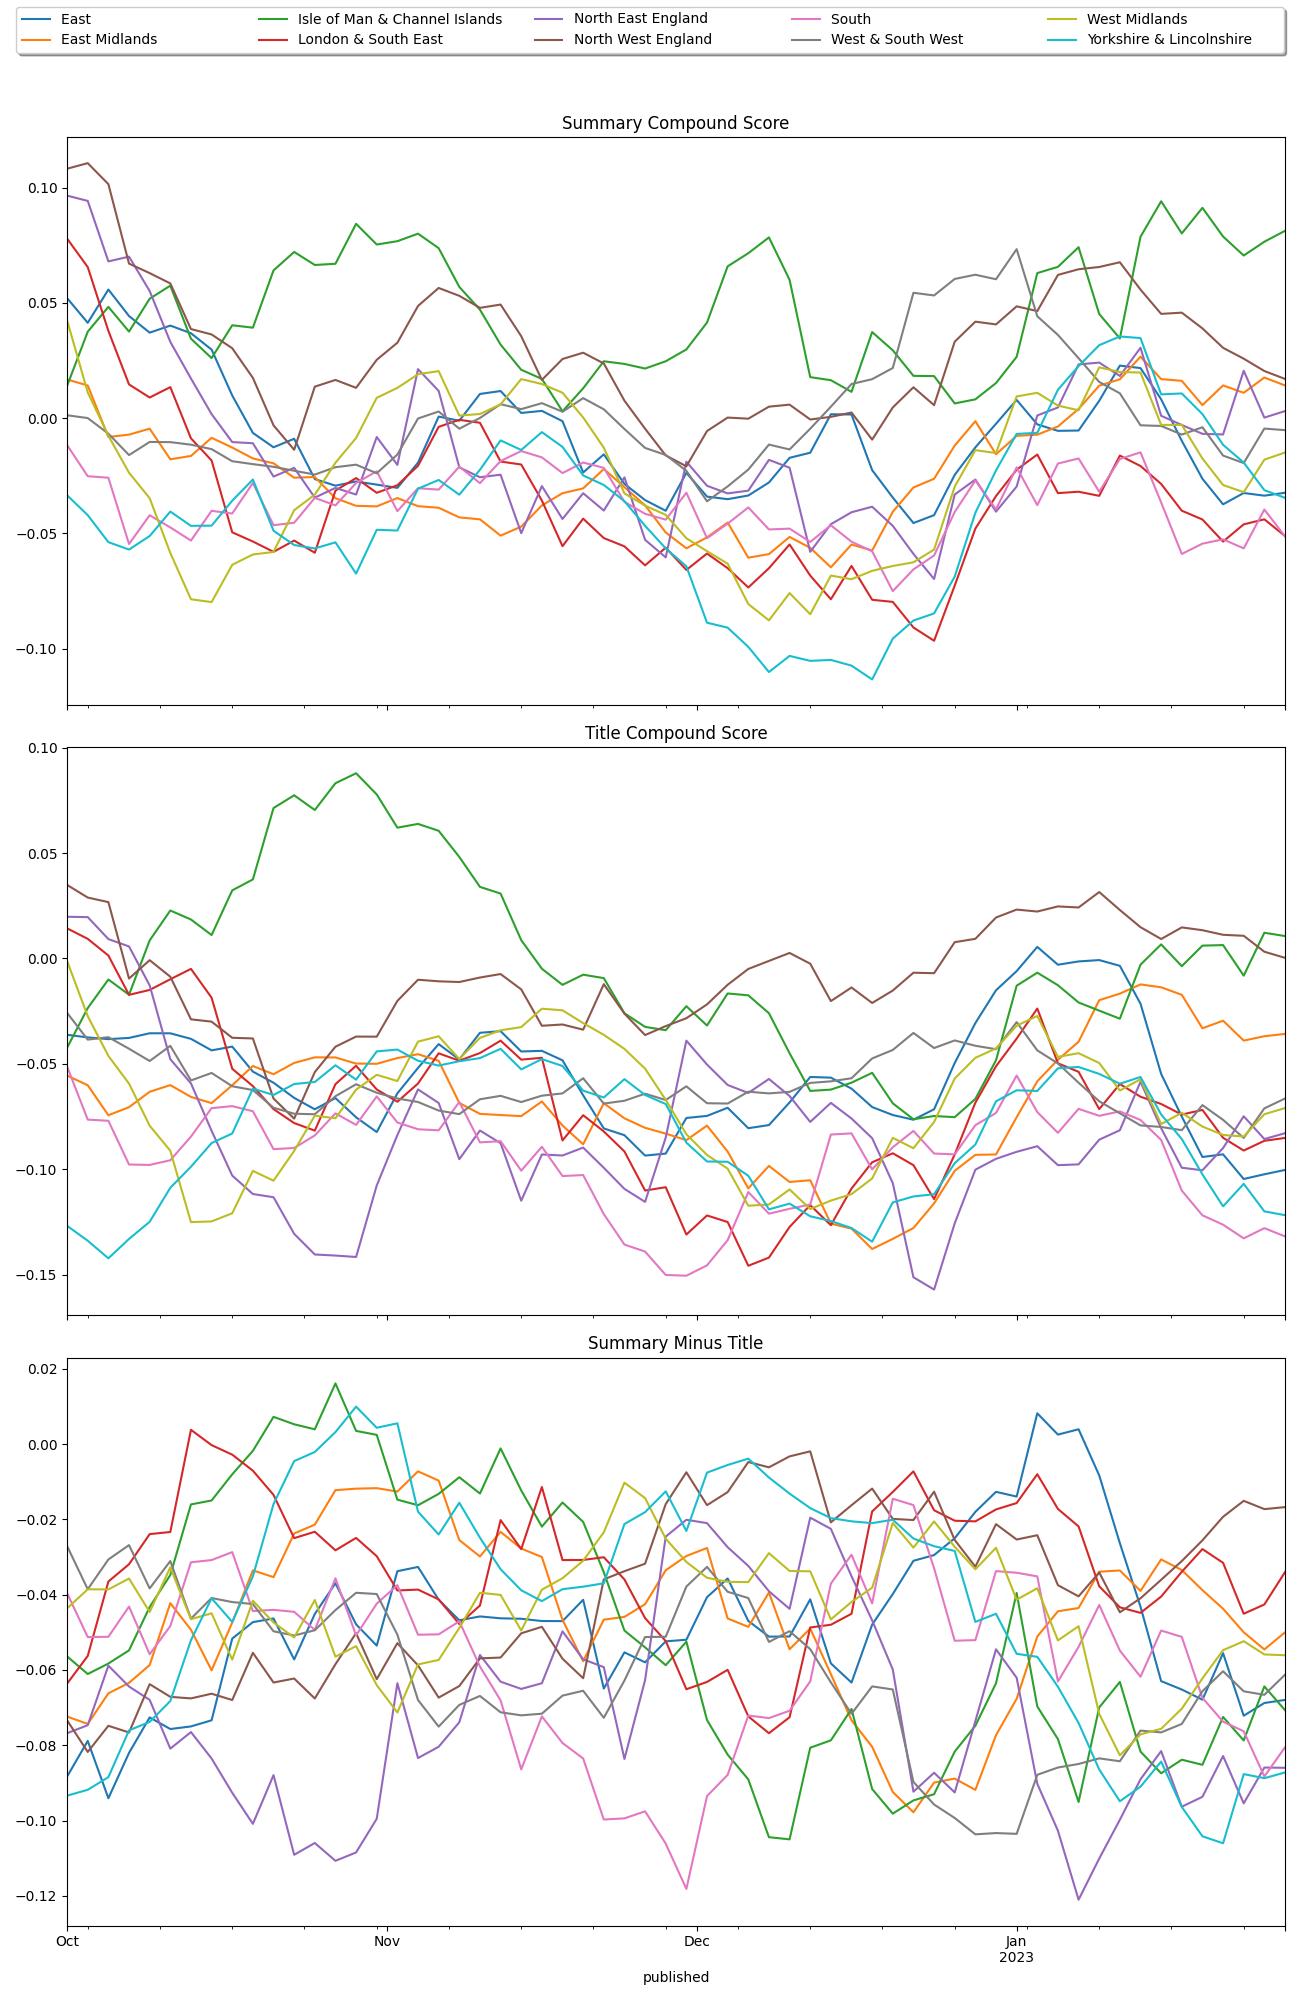 East
Isle of Man & Channel Islands
North East England
South
West Midlands
East Midlands
London & South East
North West England
West & South West
Yorkshire & Lincolnshire
Summary Compound Score
0.10
0.05
0.00
−0.05
−0.10
Title Compound Score
0.10
0.05
0.00
−0.05
−0.10
−0.15
Summary Minus Title
0.02
0.00
−0.02
−0.04
−0.06
−0.08
−0.10
−0.12
Oct
Nov
Dec
Jan
2023
published